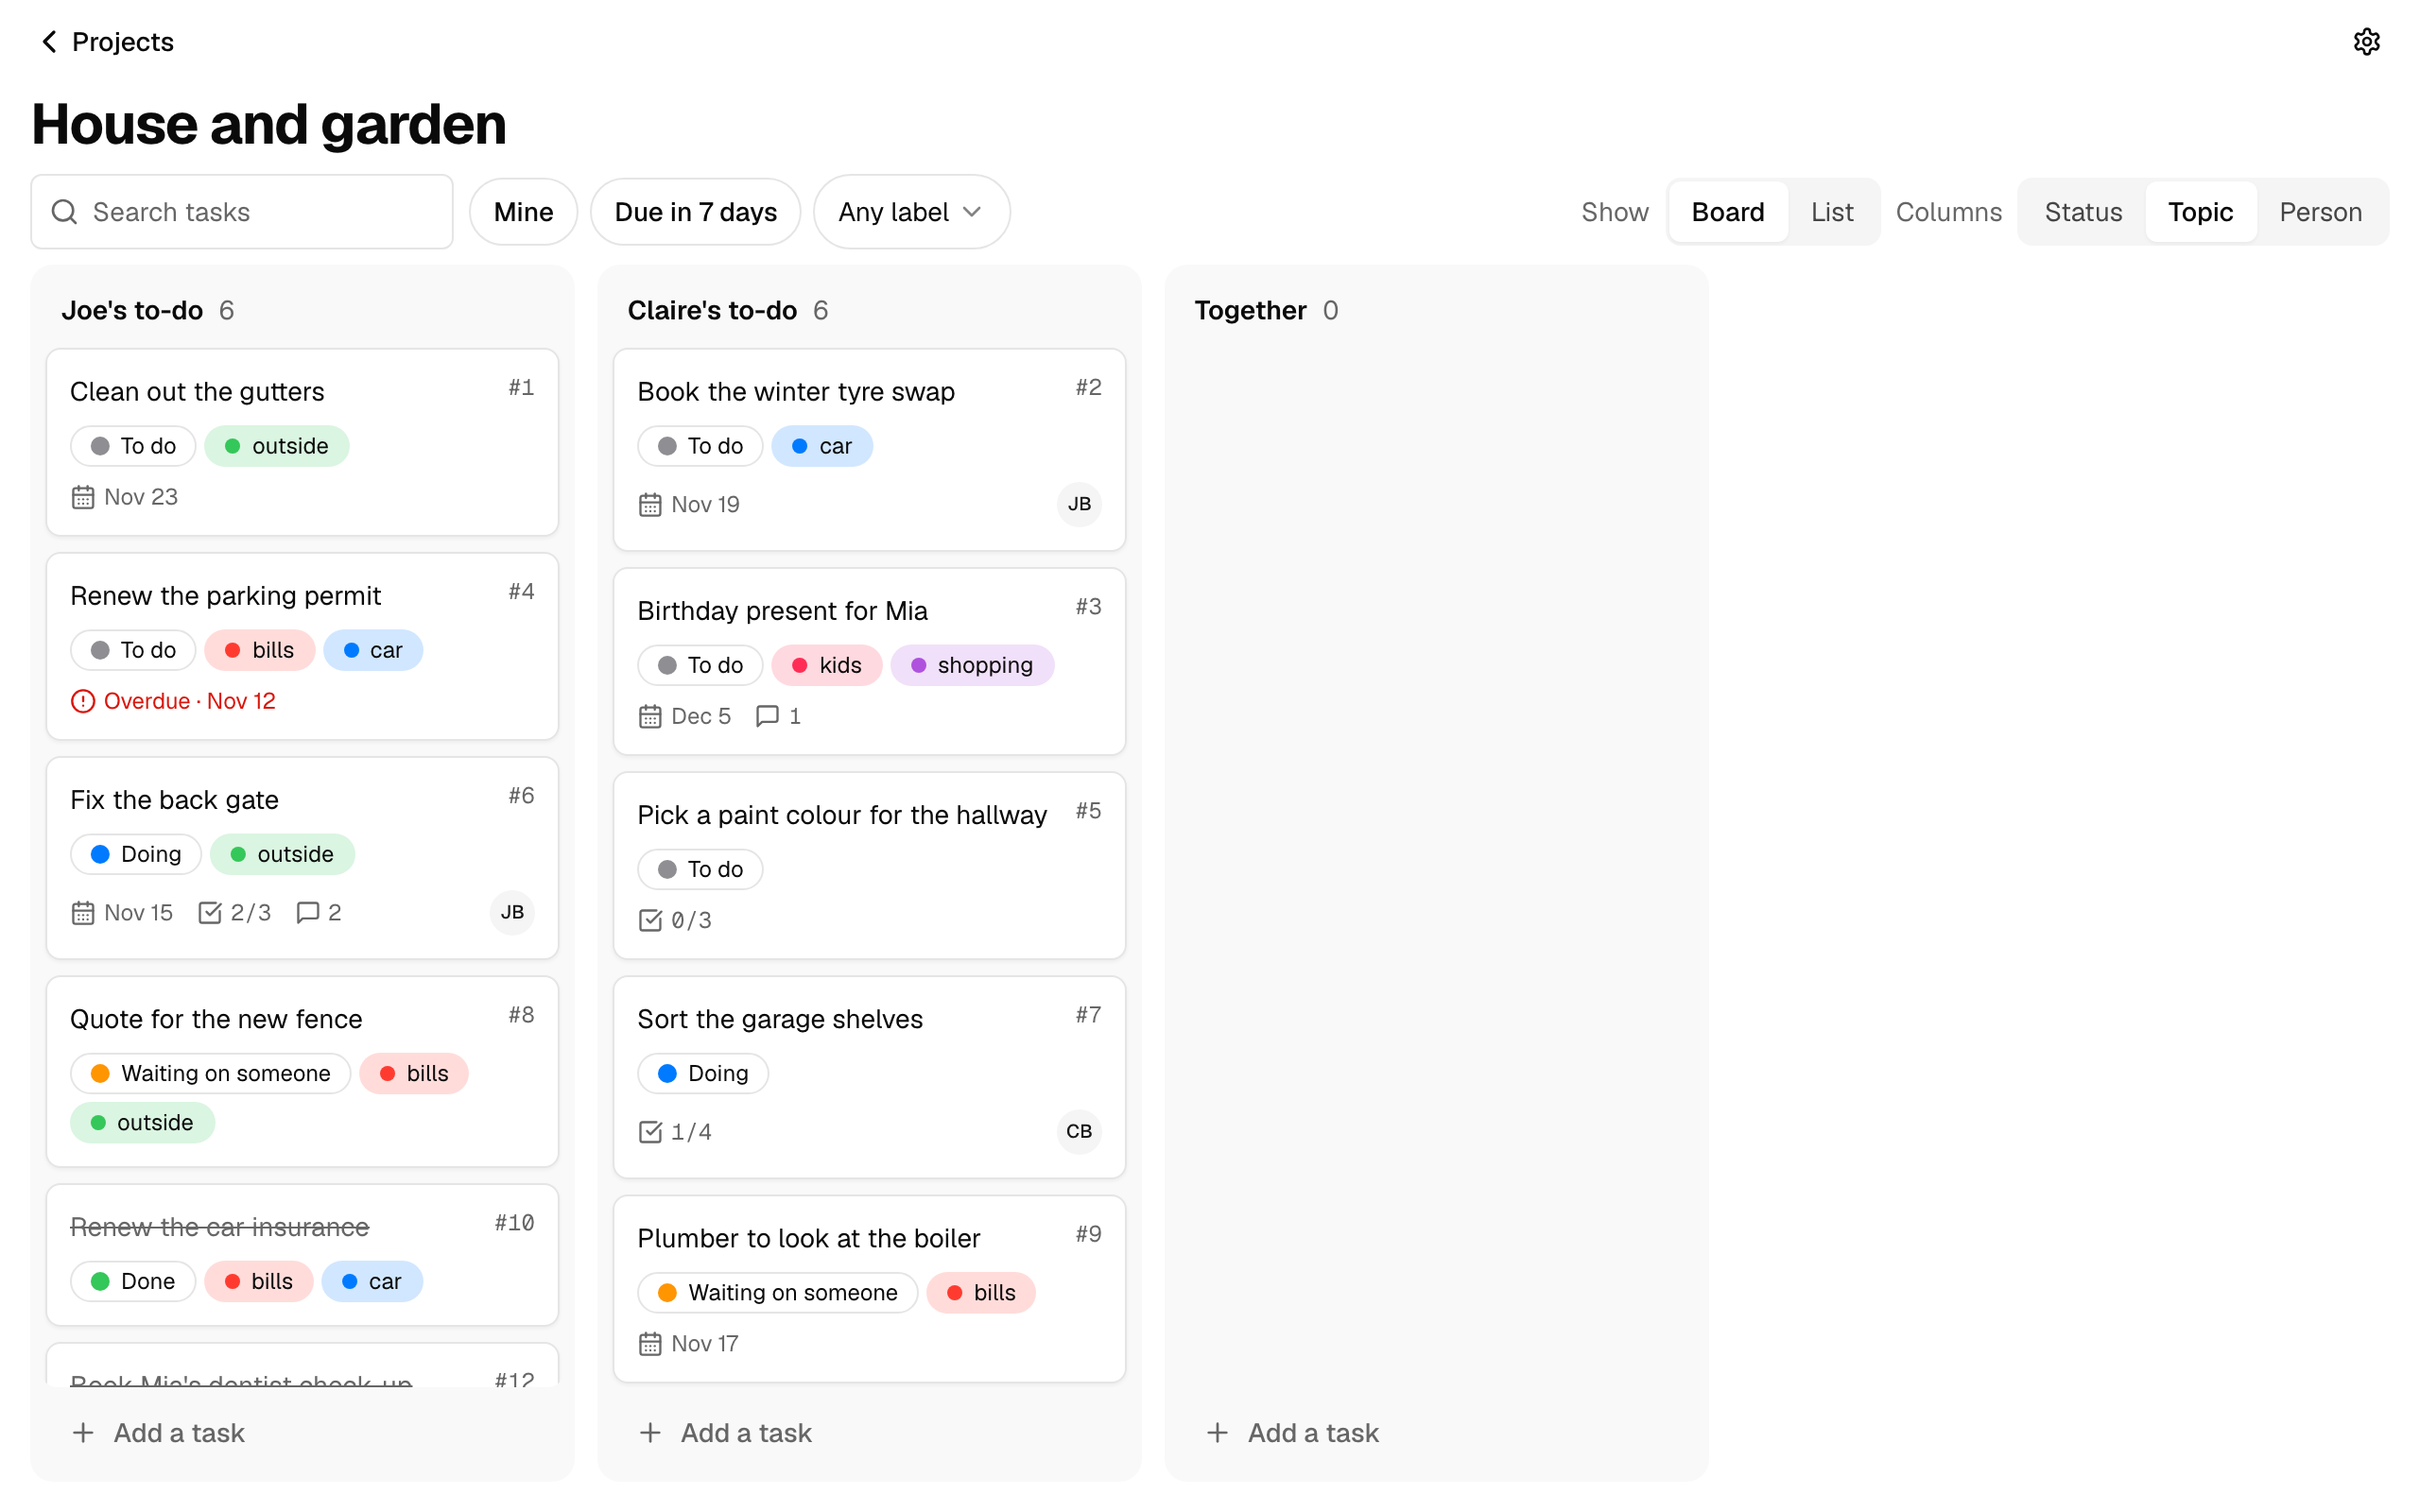 Projects
House and garden
Search tasks
Mine
Due in 7 days
Any label
Show
Board
List
Columns
Status
Topic
Person
Joe's to-do 6
Clean out the gutters #1
To do outside
Nov 23
Renew the parking permit #4
To do bills car
Overdue · Nov 12
Fix the back gate #6
Doing outside
Nov 15 2/3 2 JB
Quote for the new fence #8
Waiting on someone bills
outside
Renew the car insurance #10
Done bills car
Book Mia's dentist check-up #12
Add a task
Claire's to-do 6
Book the winter tyre swap #2
To do car
Nov 19 JB
Birthday present for Mia #3
To do kids shopping
Dec 5 1
Pick a paint colour for the hallway #5
To do
0/3
Sort the garage shelves #7
Doing
1/4 CB
Plumber to look at the boiler #9
Waiting on someone bills
Nov 17
Add a task
Together 0
Add a task